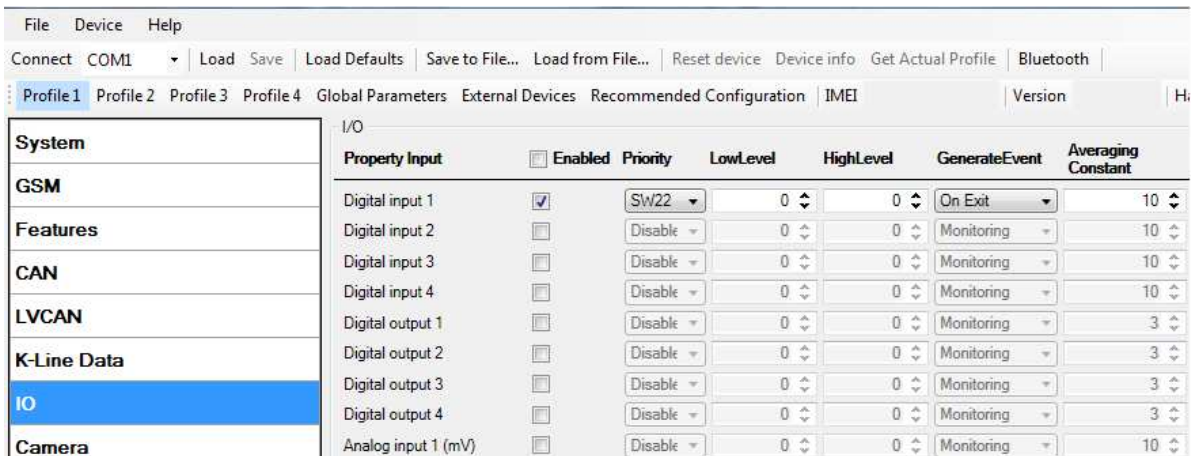 File Device Help
Connect COM1 Load Save Load Defaults Save to File... Load from File... Reset device Device info Get Actual Profile Bluetooth
Profile 1 Profile 2 Profile 3 Profile 4 Global Parameters External Devices Recommended Configuration IMEI Version
System
GSM
Features
CAN
LVCAN
K-Line Data
IO
Camera
I/O
Property Input Enabled Priority LowLevel HighLevel GenerateEvent Averaging Constant
Digital input 1 SW22 0 0 On Exit 10
Digital input 2 Disable 0 0 Monitoring 10
Digital input 3 Disable 0 0 Monitoring 10
Digital input 4 Disable 0 0 Monitoring 10
Digital output 1 Disable 0 0 Monitoring 3
Digital output 2 Disable 0 0 Monitoring 3
Digital output 3 Disable 0 0 Monitoring 3
Digital output 4 Disable 0 0 Monitoring 3
Analog input 1 (mV) Disable 0 0 Monitoring 10